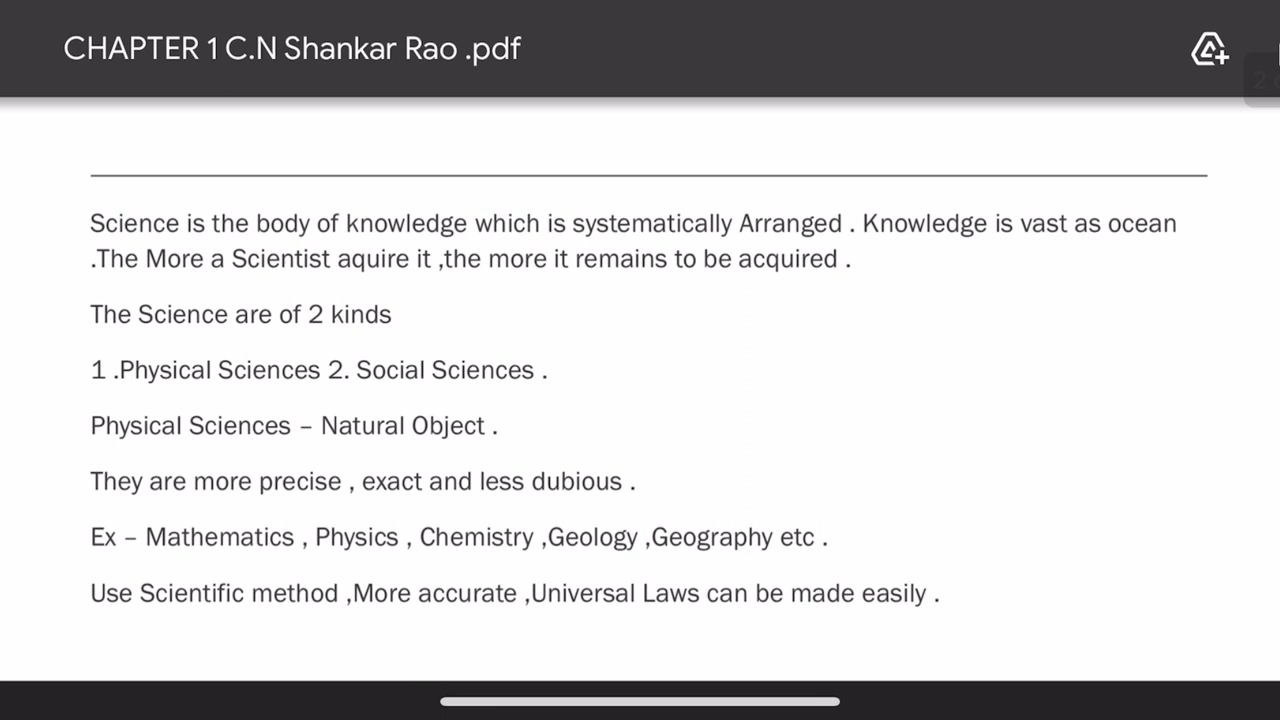 CHAPTER 1 C.N Shankar Rao .pdf
2
Science is the body of knowledge which is systematically Arranged . Knowledge is vast as ocean
.The More a Scientist aquire it ,the more it remains to be acquired .
The Science are of 2 kinds
1 .Physical Sciences 2. Social Sciences .
Physical Sciences – Natural Object .
They are more precise , exact and less dubious .
Ex – Mathematics , Physics , Chemistry ,Geology ,Geography etc .
Use Scientific method ,More accurate ,Universal Laws can be made easily .